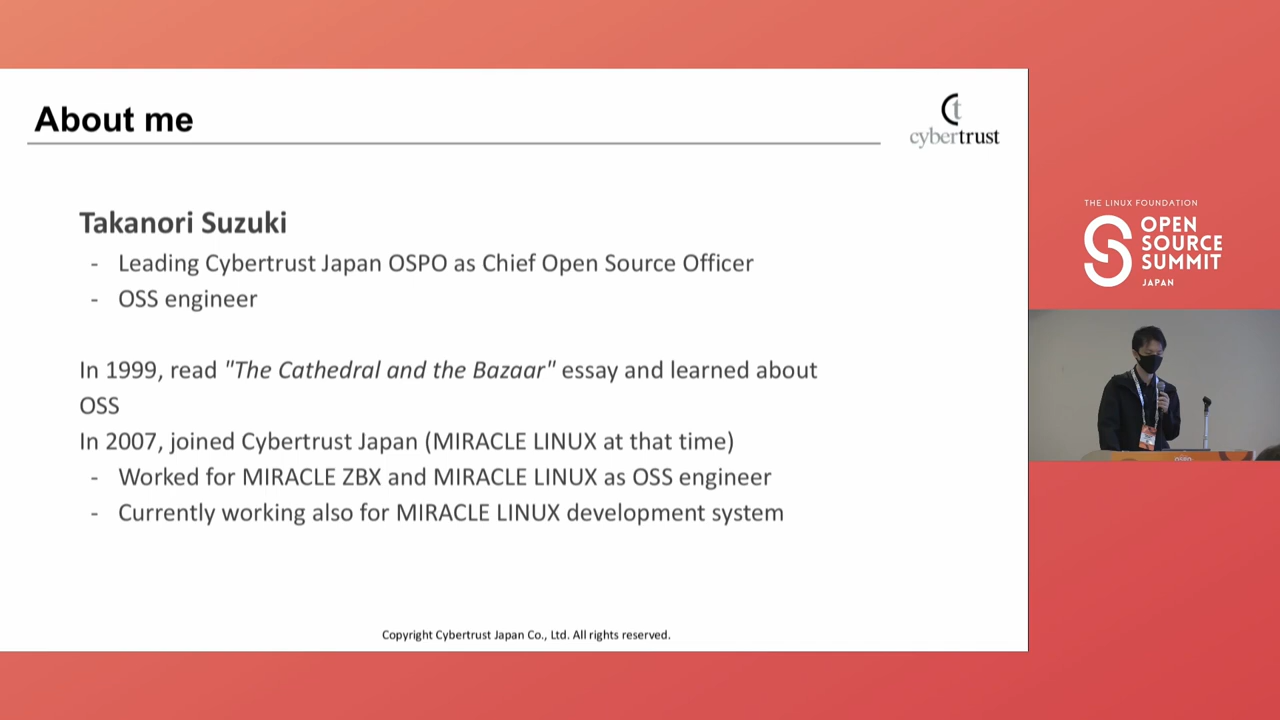 About me
cybertrust
Takanori Suzuki
- Leading Cybertrust Japan OSPO as Chief Open Source Officer
- OSS engineer
In 1999, read "The Cathedral and the Bazaar" essay and learned about
OSS
In 2007, joined Cybertrust Japan (MIRACLE LINUX at that time)
- Worked for MIRACLE ZBX and MIRACLE LINUX as OSS engineer
- Currently working also for MIRACLE LINUX development system
Copyright Cybertrust Japan Co., Ltd. All rights reserved.
THE LINUX FOUNDATION
OPEN
SOURCE
SUMMIT
JAPAN